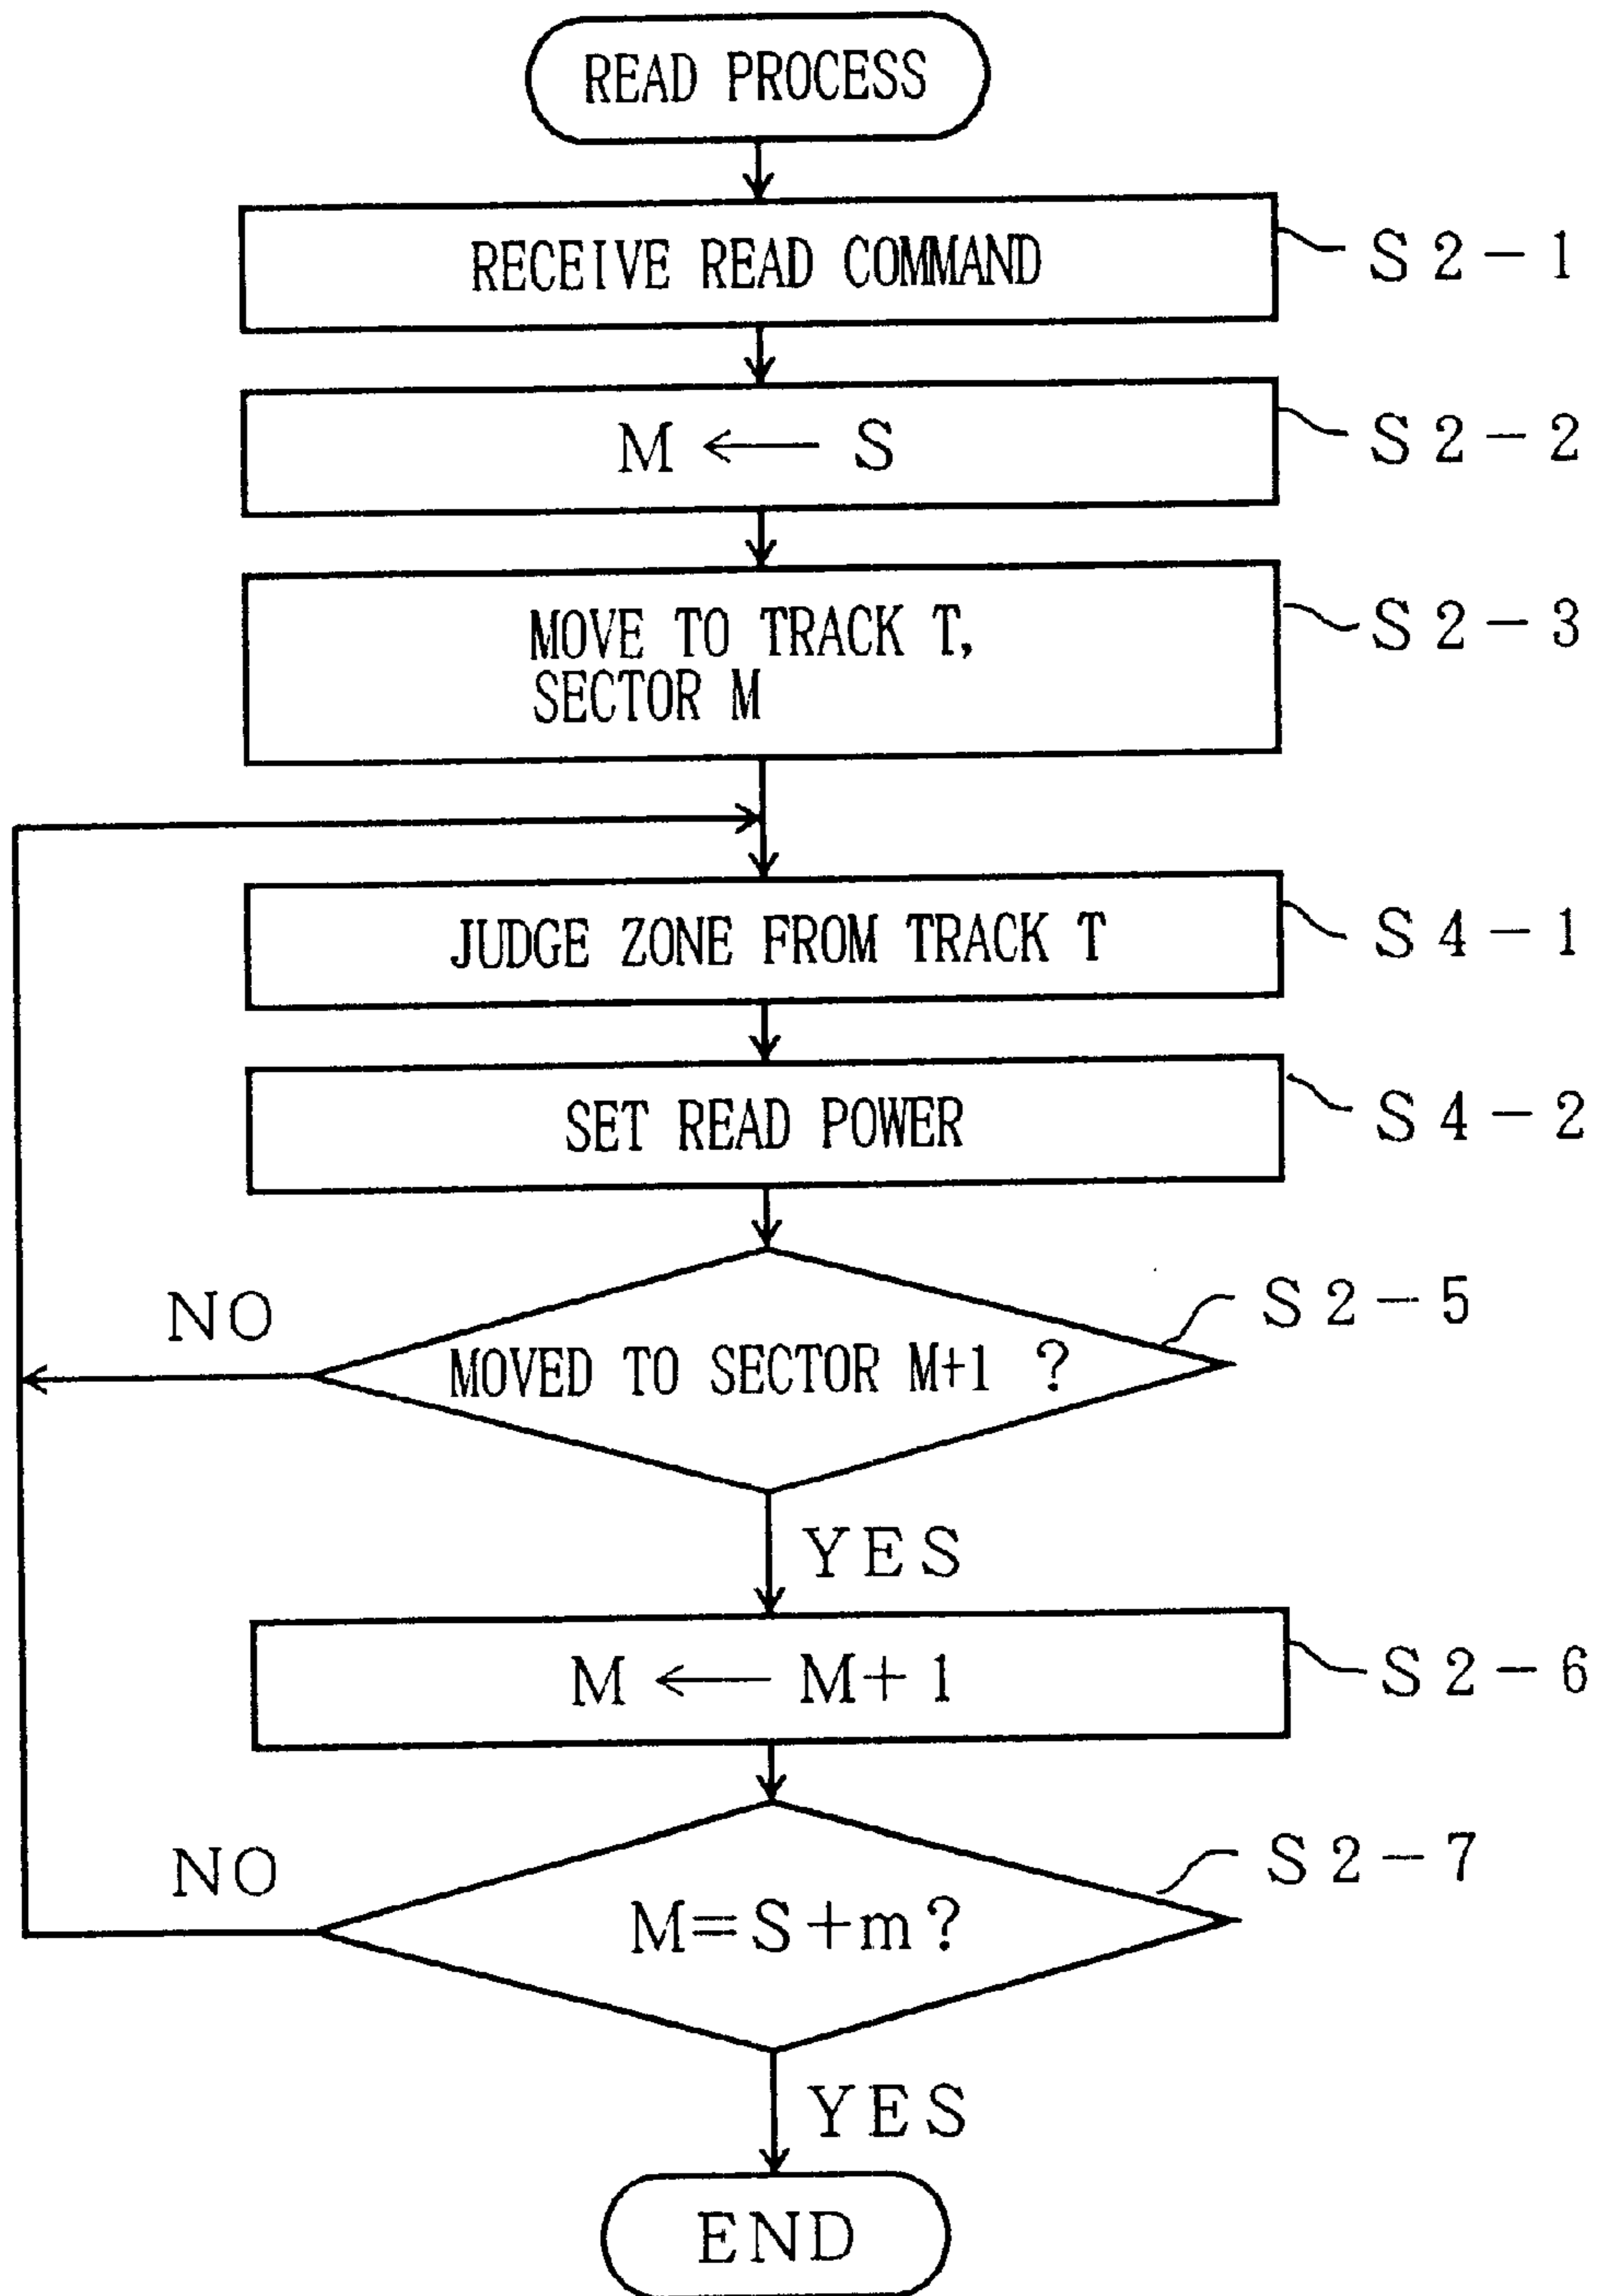 READ PROCESS
RECEIVE READ COMMAND
S2-1
M ← S
S2-2
MOVE TO TRACK T,
SECTOR M
S2-3
JUDGE ZONE FROM TRACK T
S4-1
SET READ POWER
S4-2
NO
MOVED TO SECTOR M+1 ?
S2-5
YES
M ← M+1
S2-6
NO
M=S+m?
S2-7
YES
END